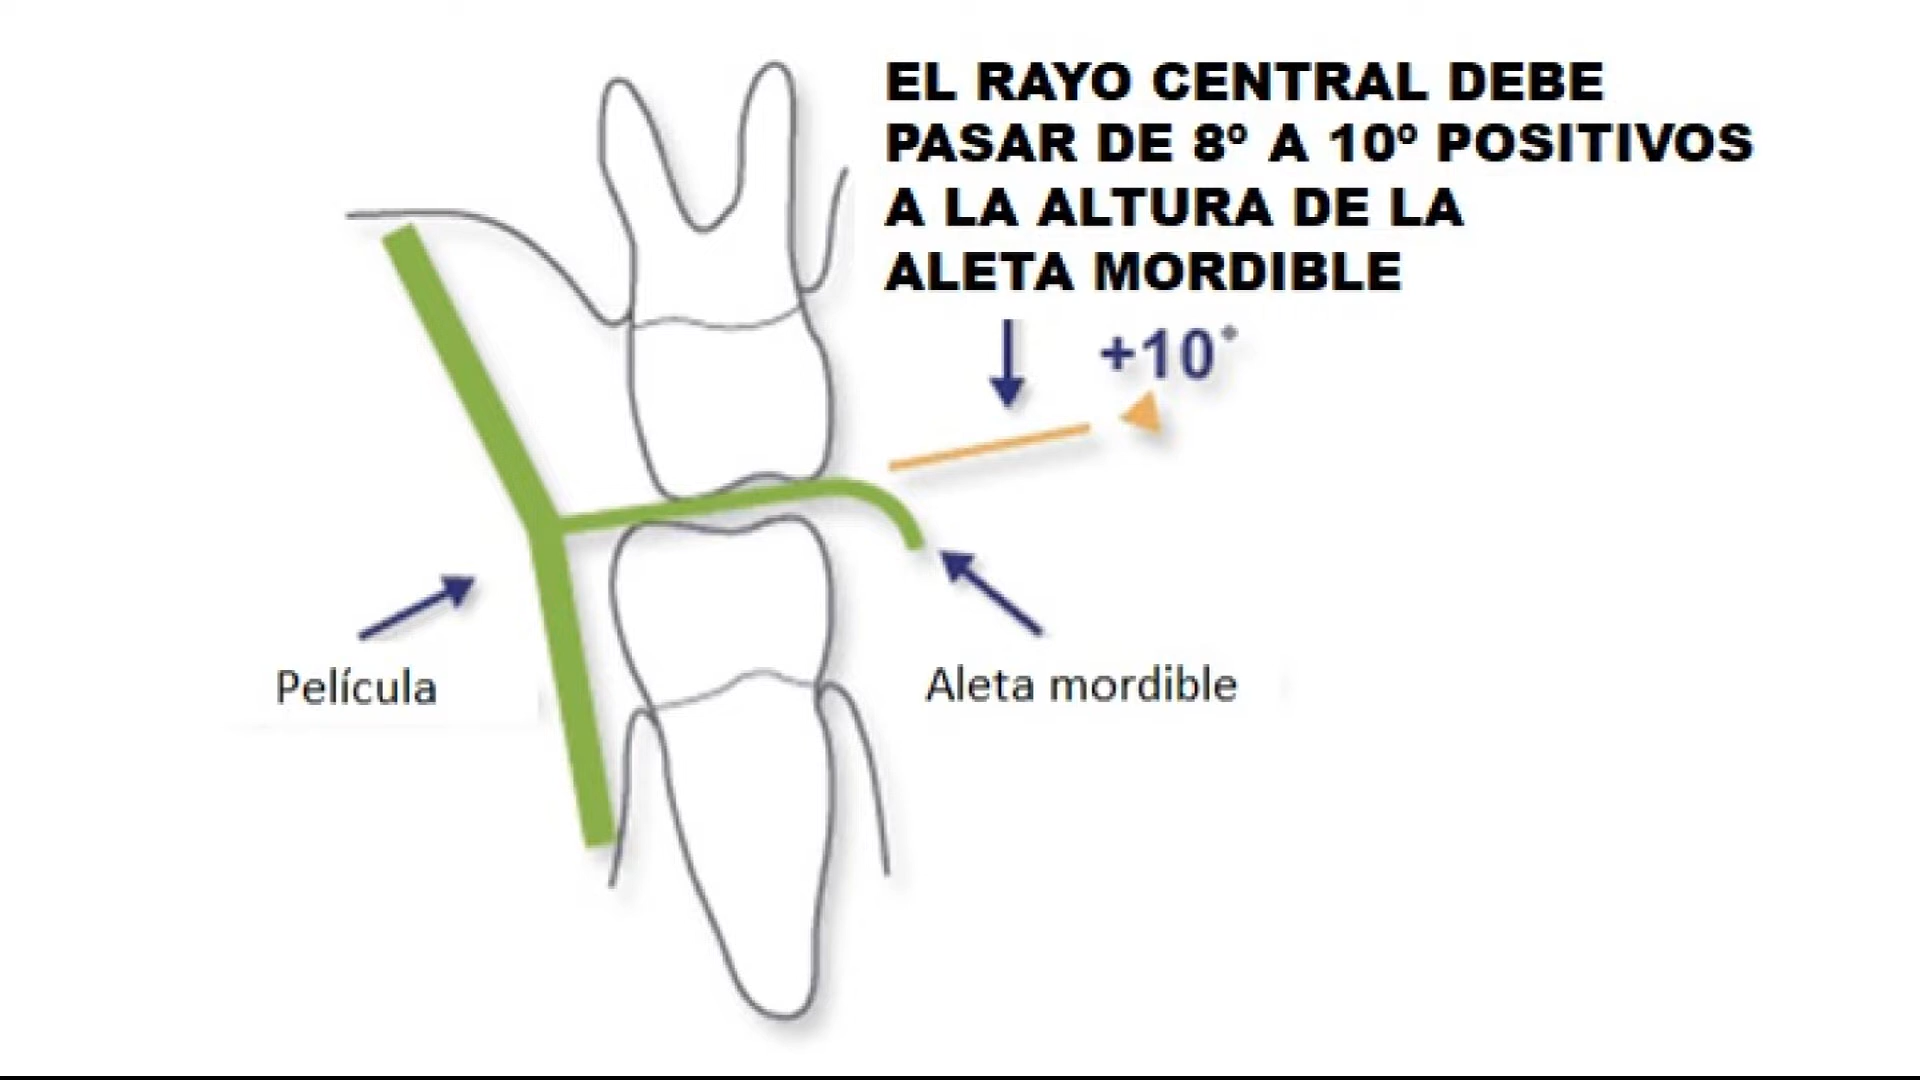 EL RAYO CENTRAL DEBE
PASAR DE 8º A 10º POSITIVOS
A LA ALTURA DE LA
ALETA MORDIBLE
+10°
Película
Aleta mordible